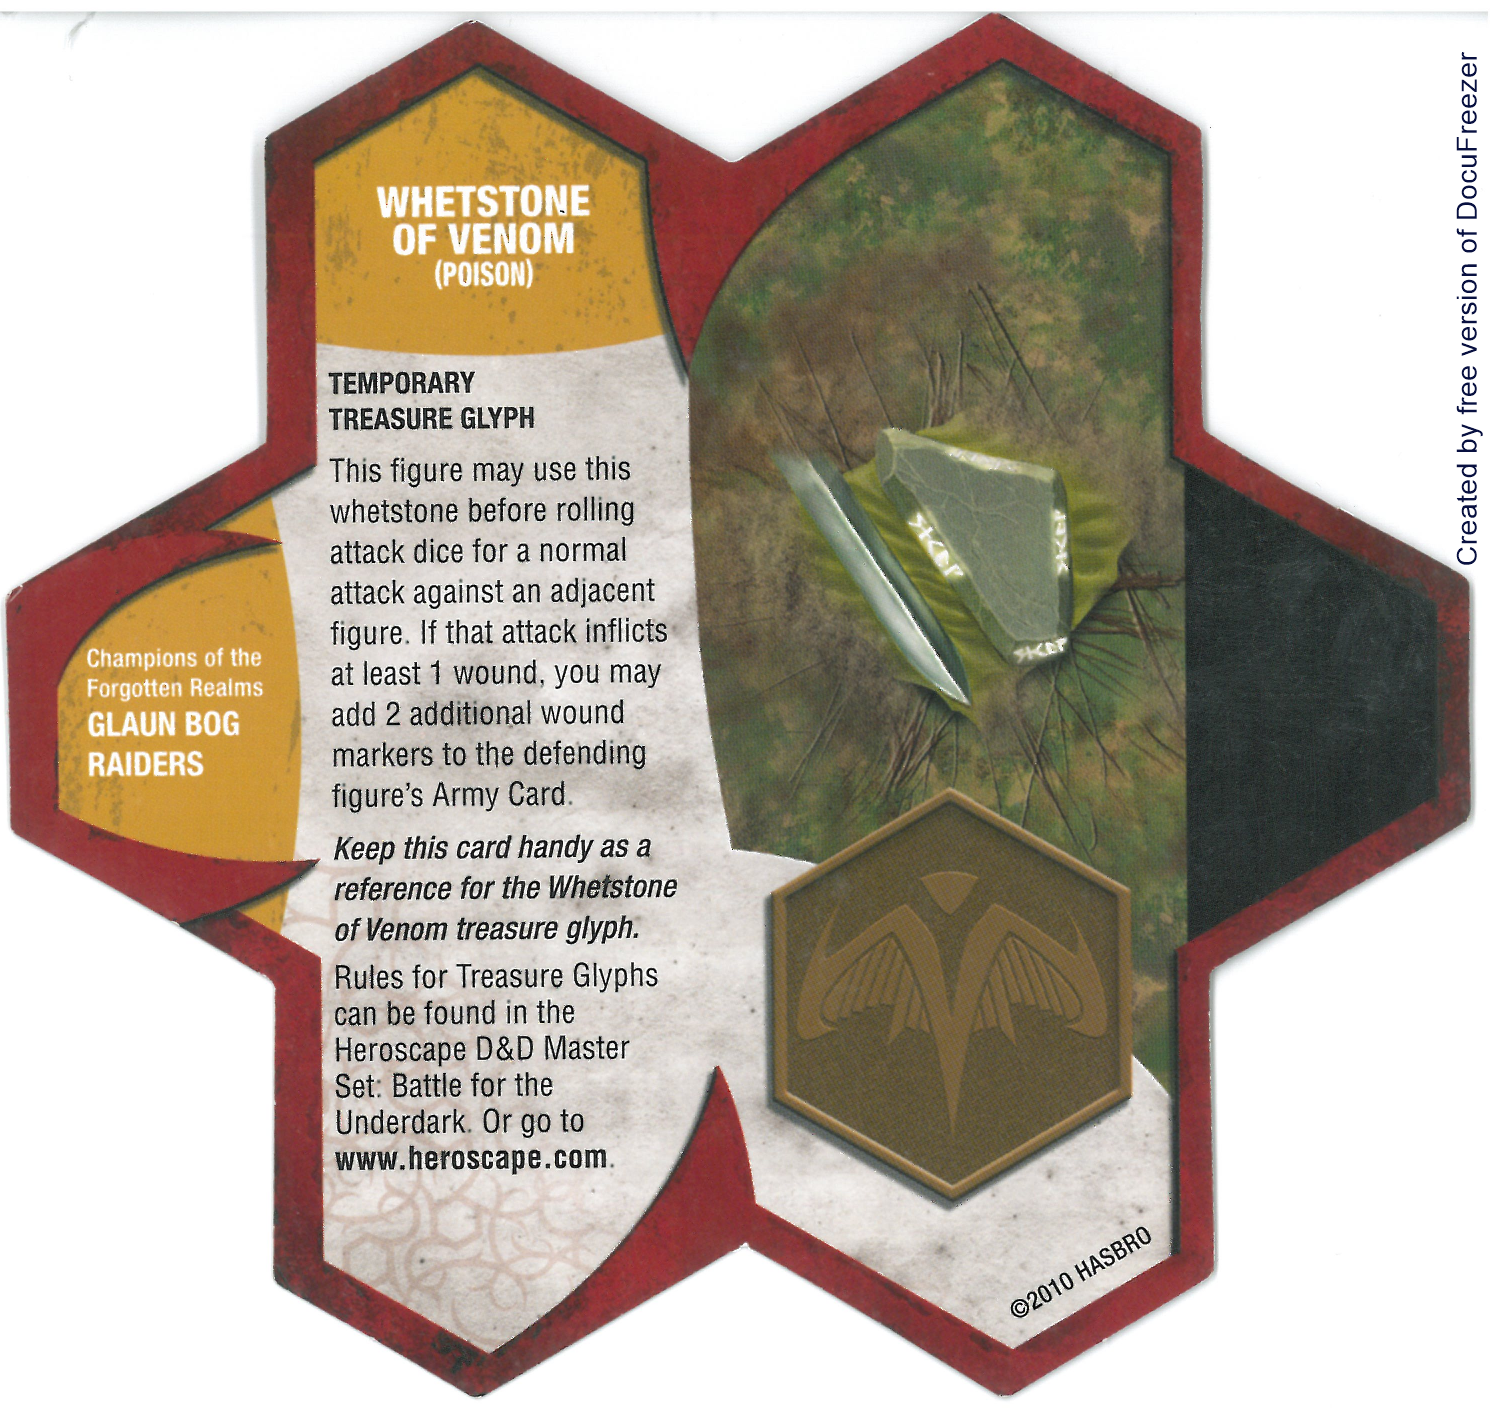 WHETSTONE
OF VENOM
(POISON)
TEMPORARY
TREASURE GLYPH
This figure may use this
whetstone before rolling
attack dice for a normal
attack against an adjacent
figure. If that attack inflicts
at least 1 wound, you may
add 2 additional wound
markers to the defending
figure's Army Card.
Keep this card handy as a
reference for the Whetstone
of Venom treasure glyph.
Rules for Treasure Glyphs
can be found in the
Heroscape D&D Master
Set: Battle for the
Underdark. Or go to
www.heroscape.com.
Champions of the
Forgotten Realms
GLAUN BOG
RAIDERS
©2010 HASBRO
Created by free version of DocuFreezer